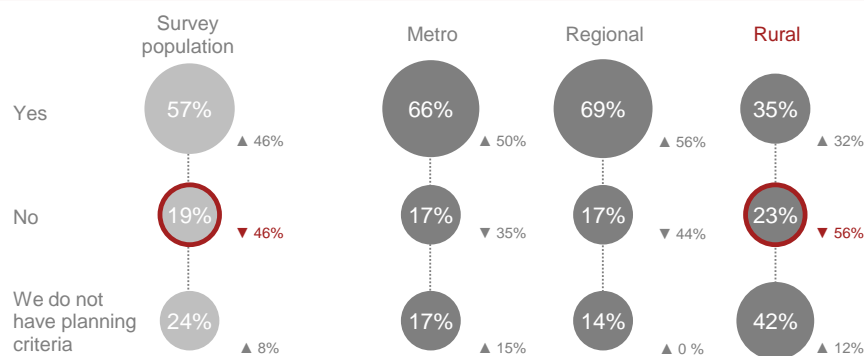 Survey
population
Metro
Regional
Rural
Yes
57%
▲ 46%
66%
▲ 50%
69%
▲ 56%
35%
▲ 32%
No
19%
▼ 46%
17%
▼ 35%
17%
▼ 44%
23%
▼ 56%
We do not
have planning
criteria
24%
▲ 8%
17%
▲ 15%
14%
▲ 0 %
42%
▲ 12%